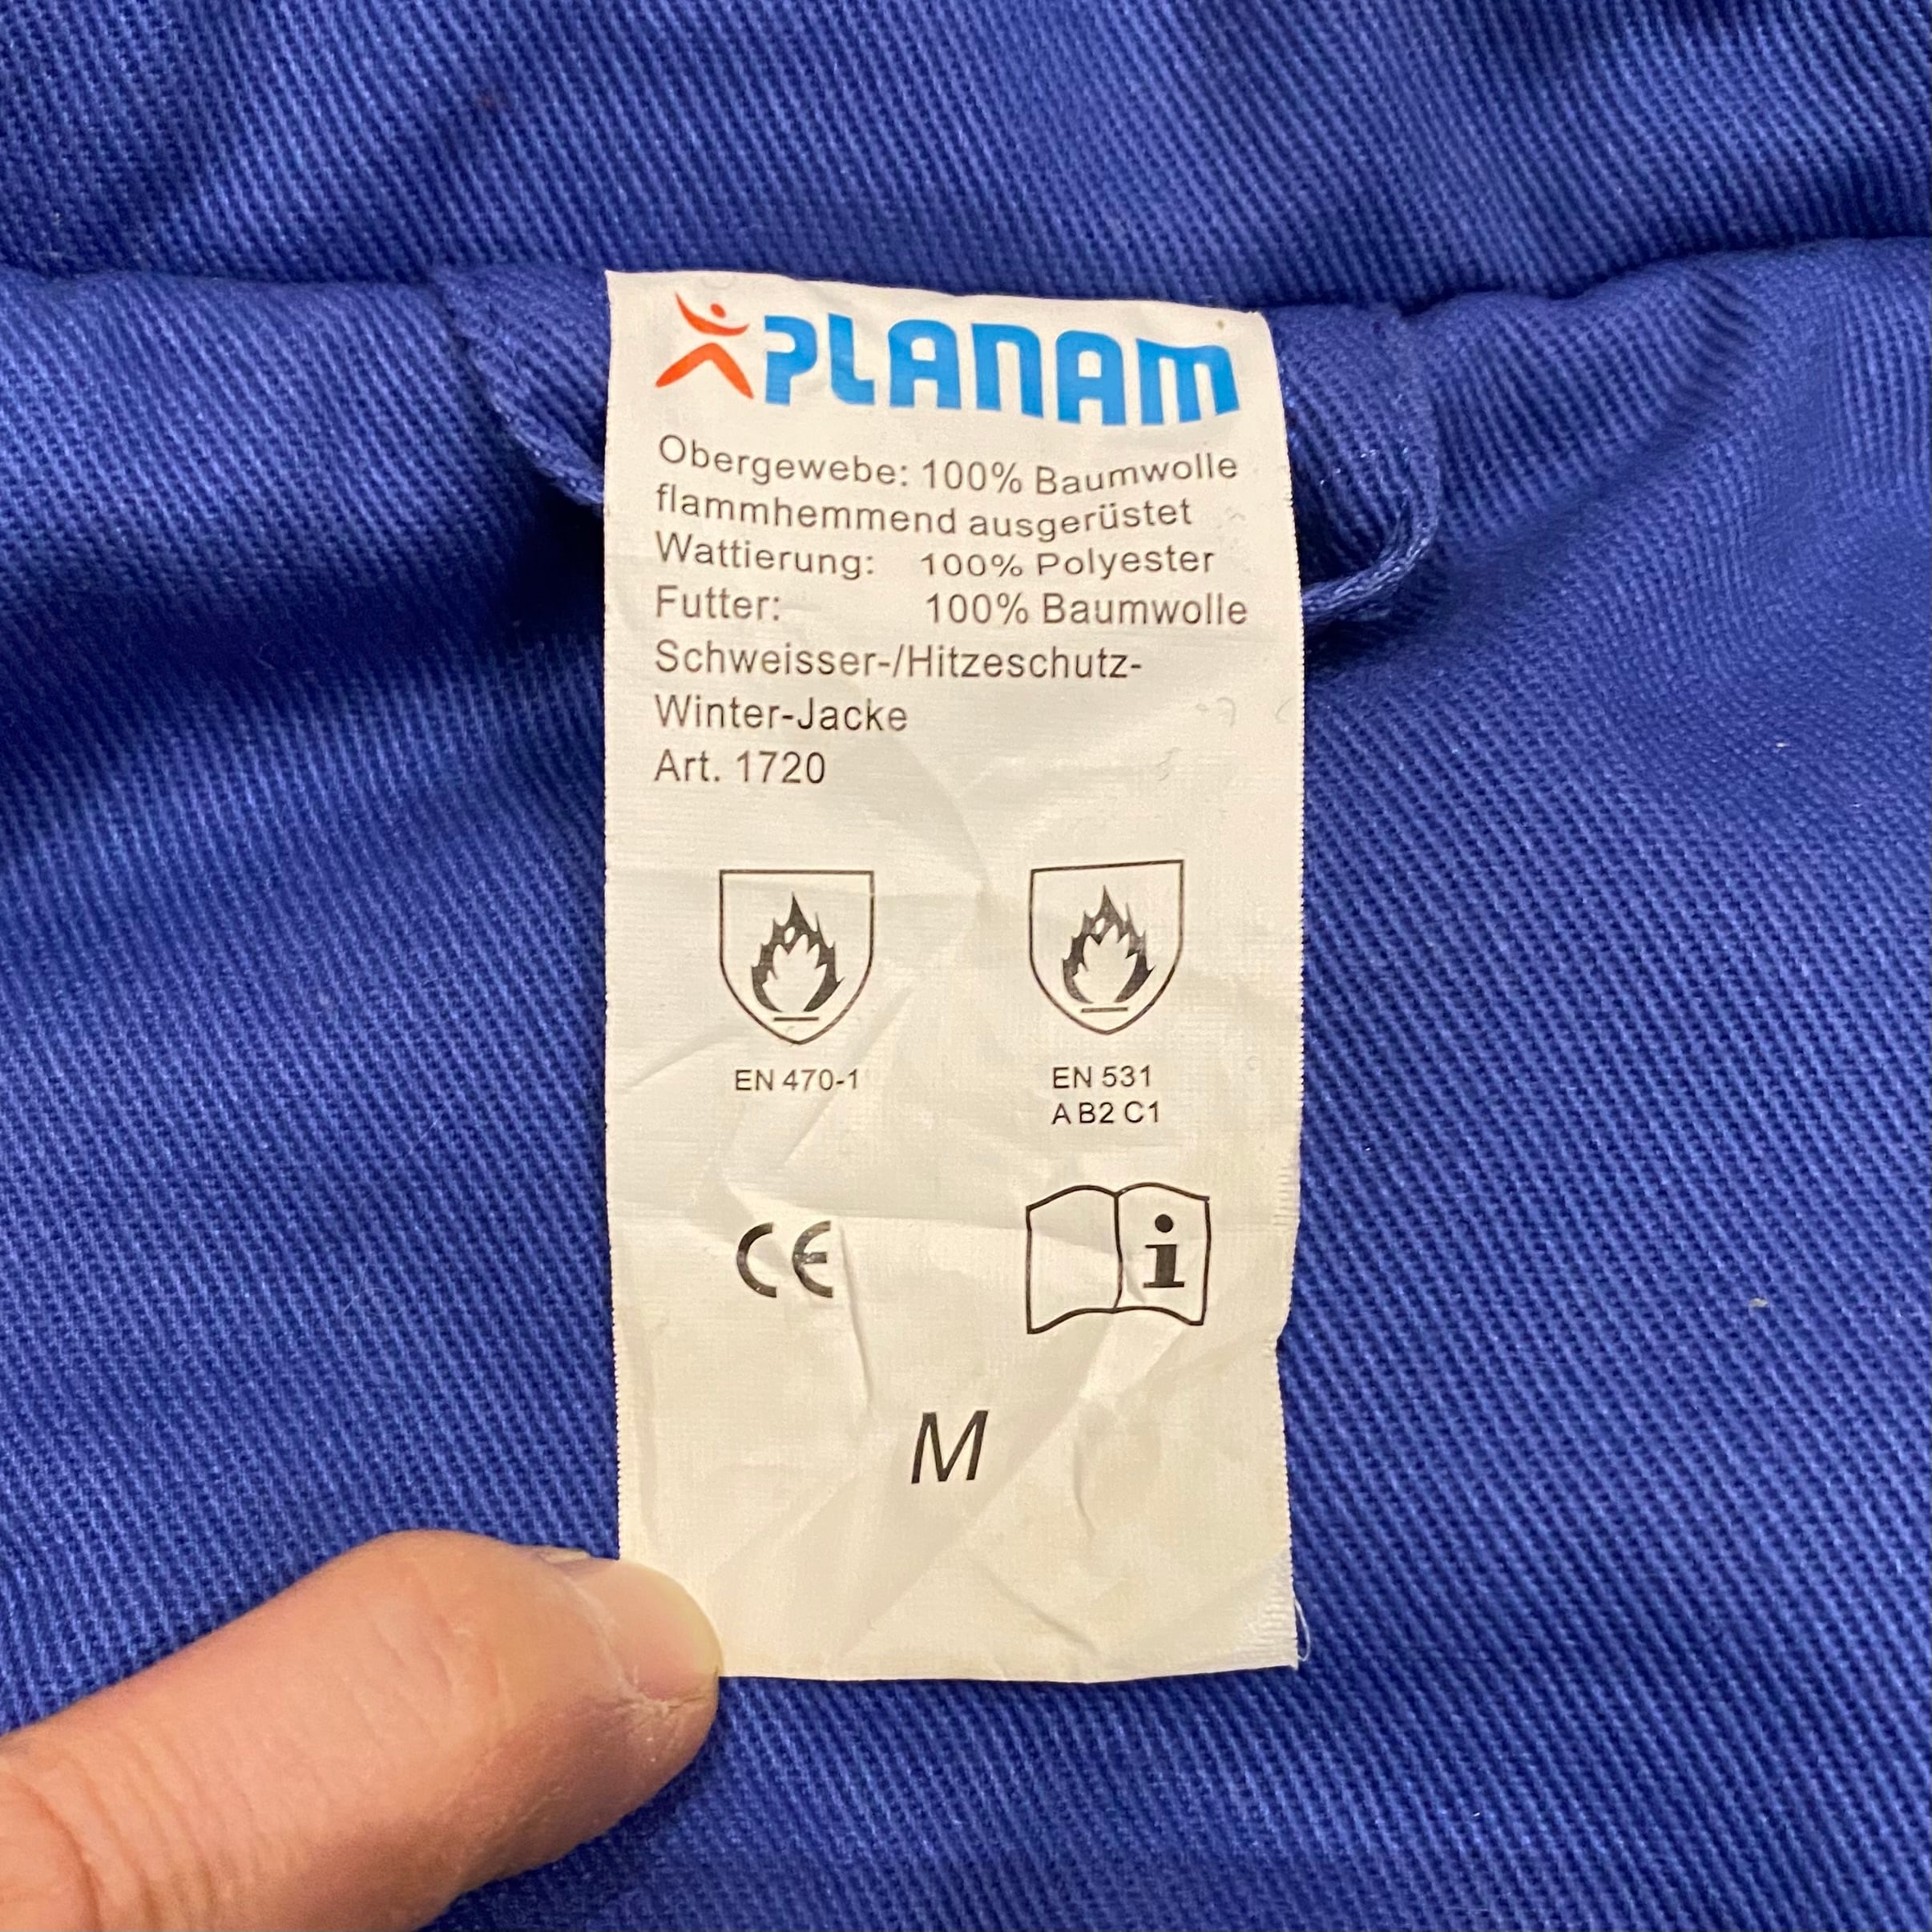 PLANAM
Obergewebe: 100% Baumwolle
flammhemmend ausgerüstet
Wattierung: 100% Polyester
Futter: 100% Baumwolle
Schweisser-/Hitzeschutz-
Winter-Jacke
Art. 1720
EN 470-1
EN 531
A B2 C1
CE
i
M